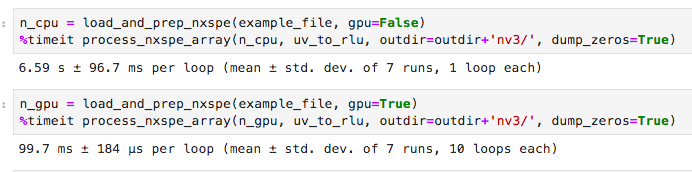 n_cpu = load_and_prep_nxspe(example_file, gpu=False)
%timeit process_nxspe_array(n_cpu, uv_to_rlu, outdir=outdir+'nv3/', dump_zeros=True)
6.59 s ± 96.7 ms per loop (mean ± std. dev. of 7 runs, 1 loop each)
n_gpu = load_and_prep_nxspe(example_file, gpu=True)
%timeit process_nxspe_array(n_gpu, uv_to_rlu, outdir=outdir+'nv3/', dump_zeros=True)
99.7 ms ± 184 µs per loop (mean ± std. dev. of 7 runs, 10 loops each)